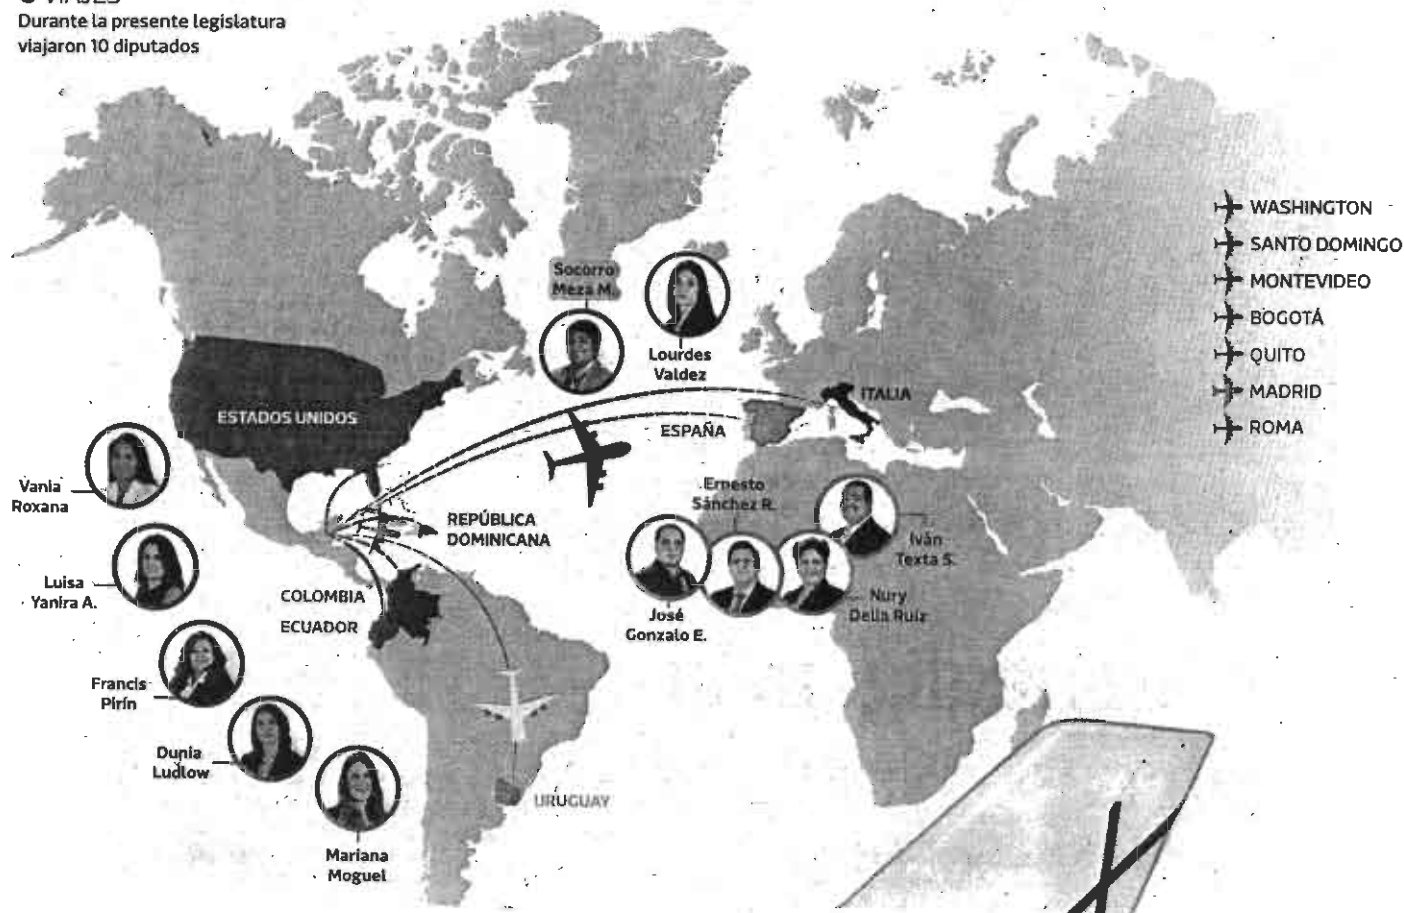 VIAJES
Durante la presente legislatura
viajaron 10 diputados
WASHINGTON
SANTO DOMINGO
MONTEVIDEO
BOGOTÁ
QUITO
MADRID
ROMA
Socorro
Meza M.
Lourdes
Valdez
ESTADOS UNIDOS
ITALIA
ESPAÑA
Vania
Roxana
Ernesto
Sánchez R.
REPÚBLICA
DOMINICANA
Iván
Texta S.
Luisa
Yanira A.
COLOMBIA
ECUADOR
José
Gonzalo E.
Nury
Delia Ruiz
Francis
Pirín
Dunia
Ludlow
URUGUAY
Mariana
Moguel